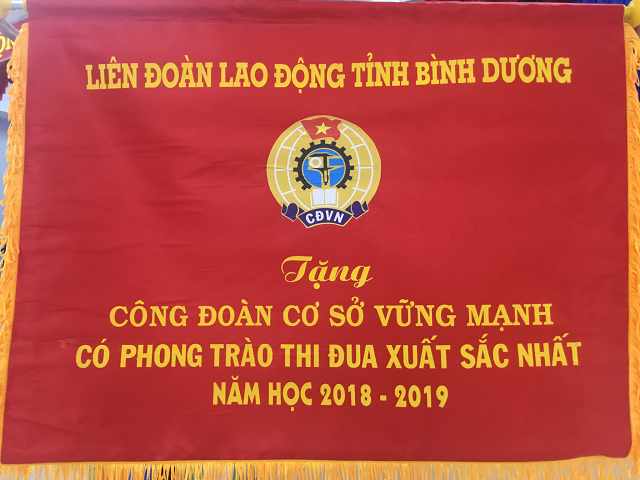 LIÊN ĐOÀN LAO ĐỘNG TỈNH BÌNH DƯƠNG
CĐVN
Tặng
CÔNG ĐOÀN CƠ SỞ VỮNG MẠNH
CÓ PHONG TRÀO THI ĐUA XUẤT SẮC NHẤT
NĂM HỌC 2018 - 2019